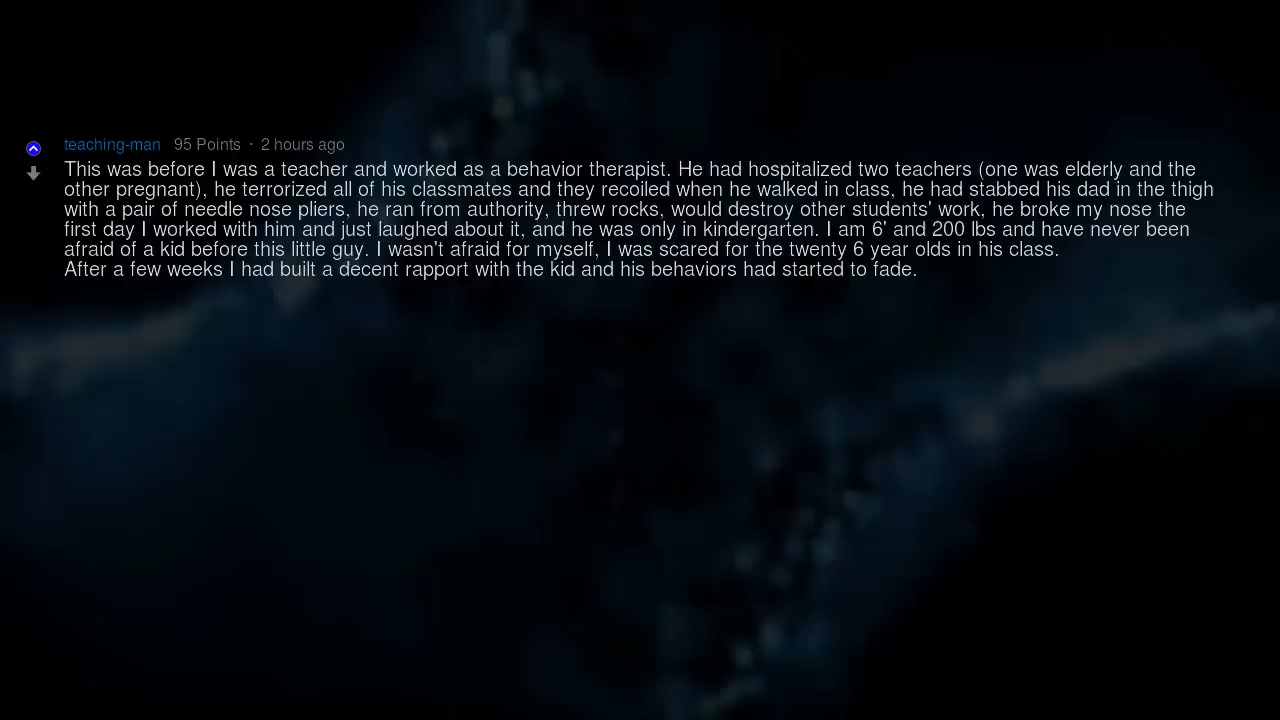 teaching-man 95 Points · 2 hours ago
This was before I was a teacher and worked as a behavior therapist. He had hospitalized two teachers (one was elderly and the
other pregnant), he terrorized all of his classmates and they recoiled when he walked in class, he had stabbed his dad in the thigh
with a pair of needle nose pliers, he ran from authority, threw rocks, would destroy other students' work, he broke my nose the
first day I worked with him and just laughed about it, and he was only in kindergarten. I am 6' and 200 lbs and have never been
afraid of a kid before this little guy. I wasn't afraid for myself, I was scared for the twenty 6 year olds in his class.
After a few weeks I had built a decent rapport with the kid and his behaviors had started to fade.